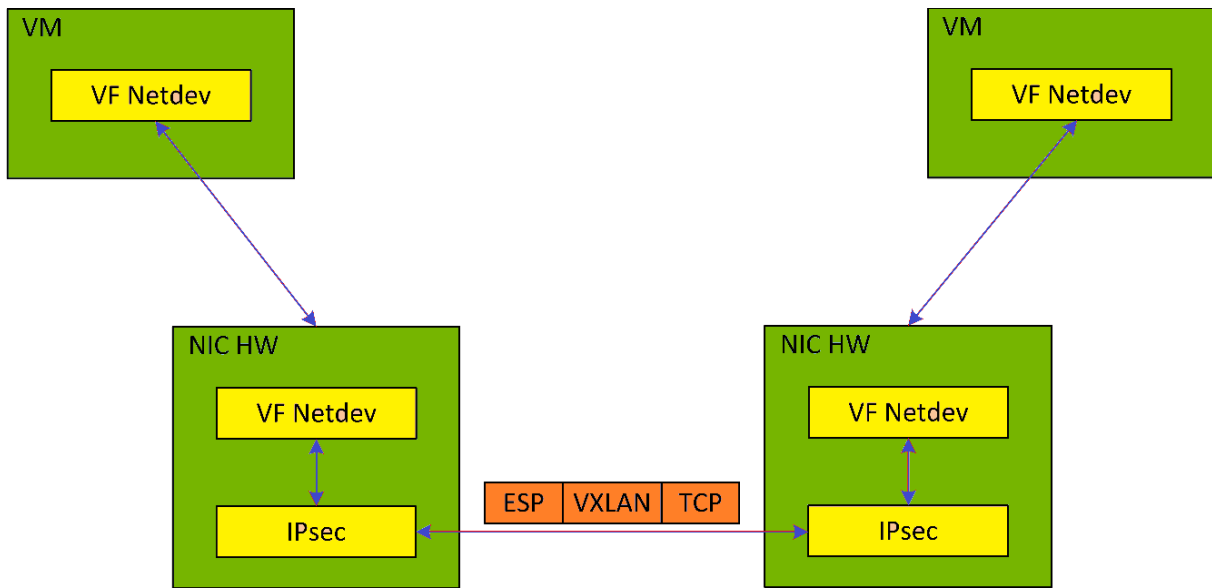 VM
VF Netdev
VM
VF Netdev
NIC HW
VF Netdev
IPsec
ESP VXLAN TCP
NIC HW
VF Netdev
IPsec